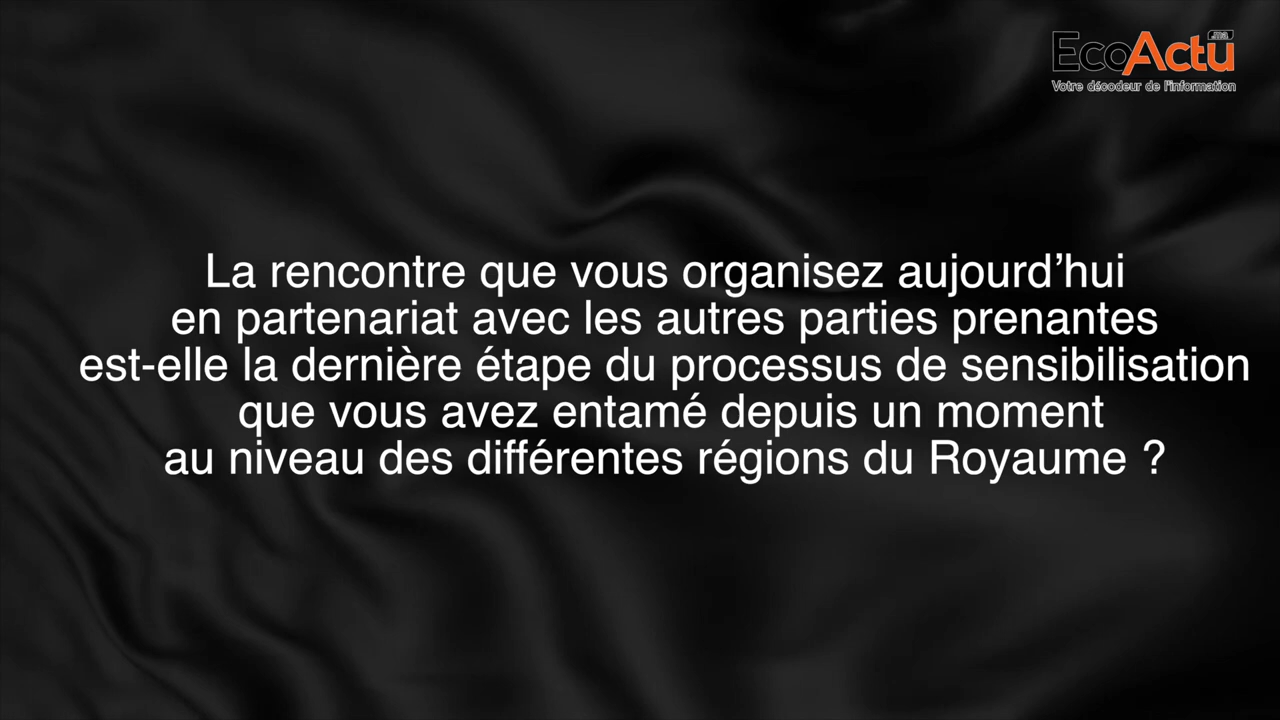 EcoActu
.ma
Votre décodeur de l'information
La rencontre que vous organisez aujourd’hui
en partenariat avec les autres parties prenantes
est-elle la dernière étape du processus de sensibilisation
que vous avez entamé depuis un moment
au niveau des différentes régions du Royaume ?